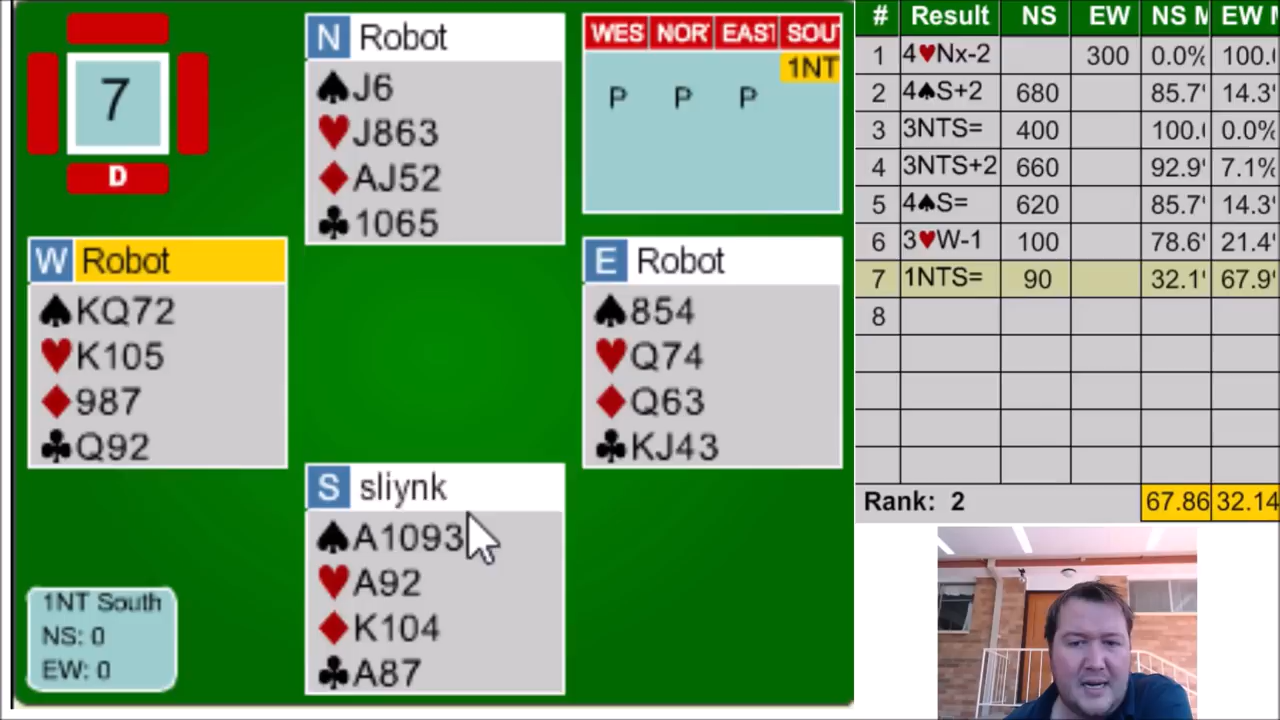 7
D
N Robot
♠J6
♥J863
♦AJ52
♣1065
WES NOR EAST SOU
1NT
P P P
W Robot
♠KQ72
♥K105
♦987
♣Q92
E Robot
♠854
♥Q74
♦Q63
♣KJ43
S sliynk
♠A1093
♥A92
♦K104
♣A87
1NT South
NS: 0
EW: 0
# Result NS EW NS M EW M
1 4♥Nx-2 300 0.0% 100.
2 4♠S+2 680 85.7' 14.3'
3 3NTS= 400 100. 0.0%
4 3NTS+2 660 92.9' 7.1%
5 4♠S= 620 85.7' 14.3'
6 3♥W-1 100 78.6' 21.4'
7 1NTS= 90 32.1' 67.9'
8
Rank: 2 67.86 32.14